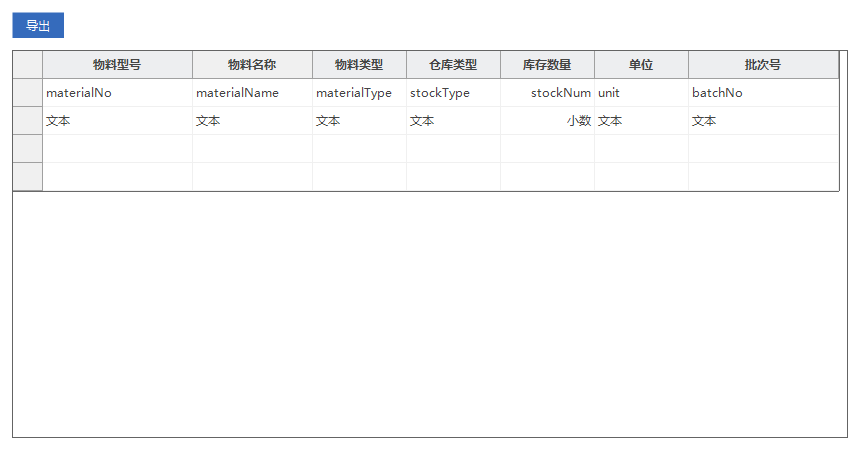 导出
物料型号 物料名称 物料类型 仓库类型 库存数量 单位 批次号
materialNo materialName materialType stockType stockNum unit batchNo
文本 文本 文本 文本 小数 文本 文本